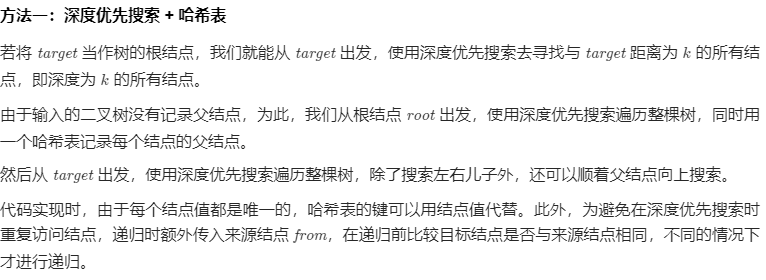 方法一：深度优先搜索 + 哈希表
若将 target 当作树的根结点，我们就能从 target 出发，使用深度优先搜索去寻找与 target 距离为 k 的所有结
点，即深度为 k 的所有结点。
由于输入的二叉树没有记录父结点，为此，我们从根结点 root 出发，使用深度优先搜索遍历整棵树，同时用
一个哈希表记录每个结点的父结点。
然后从 target 出发，使用深度优先搜索遍历整棵树，除了搜索左右儿子外，还可以顺着父结点向上搜索。
代码实现时，由于每个结点值都是唯一的，哈希表的键可以用结点值代替。此外，为避免在深度优先搜索时
重复访问结点，递归时额外传入来源结点 from，在递归前比较目标结点是否与来源结点相同，不同的情况下
才进行递归。